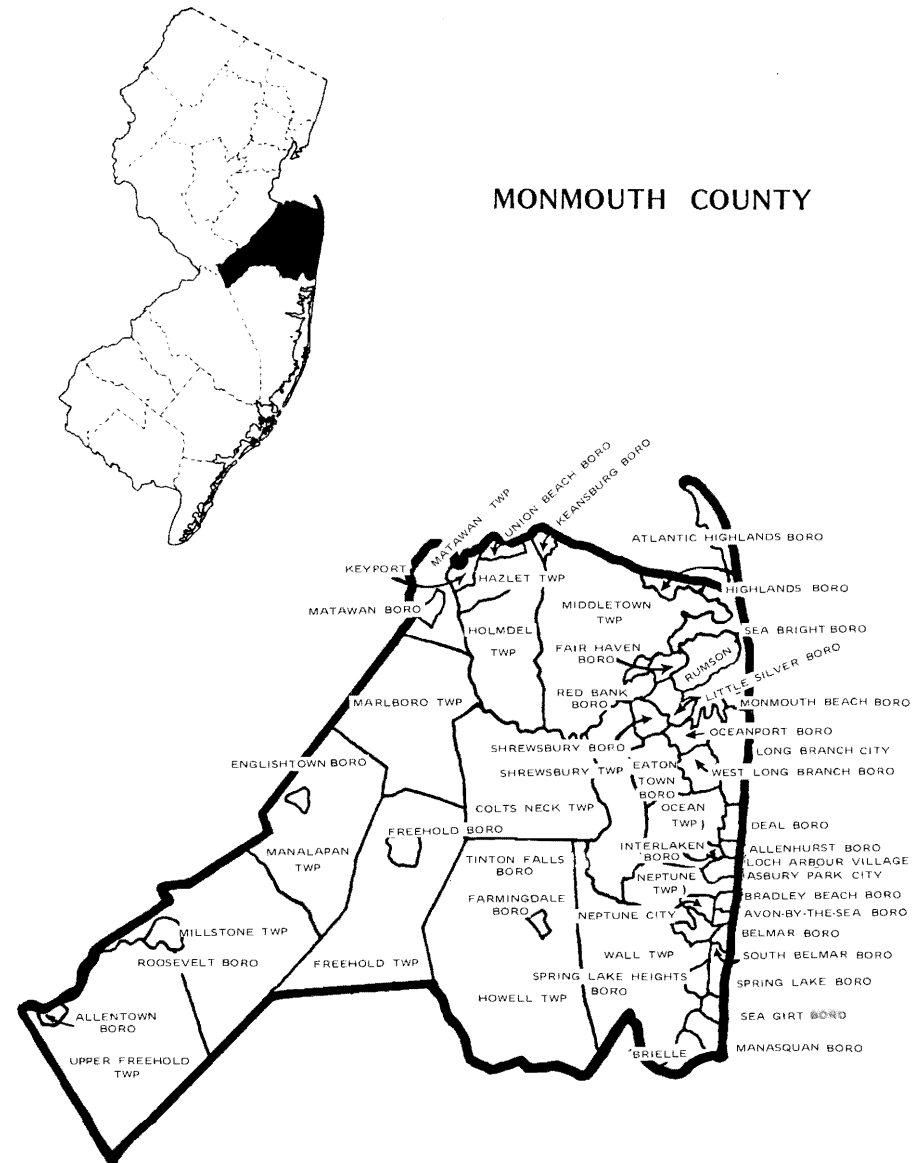 MONMOUTH COUNTY
MATAWAN TWP
UNION BEACH BORO
KEANSBURG BORO
ATLANTIC HIGHLANDS BORO
KEYPORT
HAZLET TWP
HIGHLANDS BORO
MATAWAN BORO
MIDDLETOWN
TWP
HOLMDEL
TWP
SEA BRIGHT BORO
FAIR HAVEN
BORO
RUMSON
LITTLE SILVER BORO
RED BANK
BORO
MARLBORO TWP
MONMOUTH BEACH BORO
OCEANPORT BORO
SHREWSBURY BORO
LONG BRANCH CITY
ENGLISHTOWN BORO
SHREWSBURY TWP
EATON
TOWN
BORO
WEST LONG BRANCH BORO
COLTS NECK TWP
OCEAN
TWP
DEAL BORO
FREEHOLD BORO
MANALAPAN
TWP
TINTON FALLS
BORO
INTERLAKEN
BORO
ALLENHURST BORO
LOCH ARBOUR VILLAGE
ASBURY PARK CITY
NEPTUNE
TWP
BRADLEY BEACH BORO
FARMINGDALE
BORO
NEPTUNE CITY
AVON-BY-THE-SEA BORO
MILLSTONE TWP
BELMAR BORO
ROOSEVELT BORO
FREEHOLD TWP
WALL TWP
SOUTH BELMAR BORO
SPRING LAKE HEIGHTS
BORO
SPRING LAKE BORO
HOWELL TWP
ALLENTOWN
BORO
SEA GIRT BORO
UPPER FREEHOLD
TWP
BRIELLE
MANASQUAN BORO